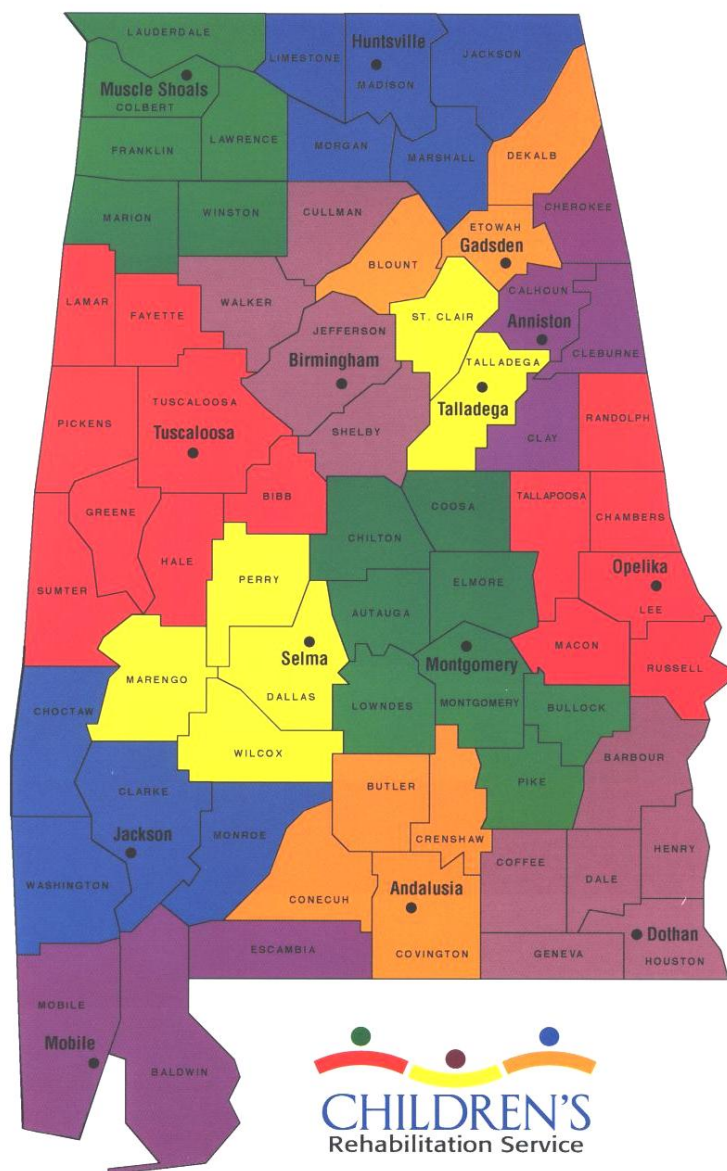 LAUDERDALE
Huntsville
LIMESTONE
JACKSON
Muscle Shoals
MADISON
COLBERT
LAWRENCE
FRANKLIN
MORGAN
MARSHALL
DEKALB
CHEROKEE
MARION
WINSTON
CULLMAN
ETOWAH
Gadsden
BLOUNT
LAMAR
CALHOUN
WALKER
FAYETTE
ST. CLAIR
JEFFERSON
Anniston
Birmingham
TALLADEGA
CLEBURNE
TUSCALOOSA
Talladega
RANDOLPH
PICKENS
Tuscaloosa
SHELBY
CLAY
BIBB
GREENE
COOSA
TALLAPOOSA
CHAMBERS
CHILTON
HALE
Opelika
PERRY
ELMORE
SUMTER
LEE
AUTAUGA
Selma
Montgomery
MACON
RUSSELL
MARENGO
DALLAS
LOWNDES
MONTGOMERY
BULLOCK
CHOCTAW
WILCOX
BARBOUR
CLARKE
BUTLER
PIKE
MONROE
Jackson
CRENSHAW
COFFEE
HENRY
WASHINGTON
Andalusia
DALE
CONECUH
Dothan
ESCAMBIA
COVINGTON
GENEVA
HOUSTON
MOBILE
Mobile
BALDWIN
CHILDREN'S
Rehabilitation Service